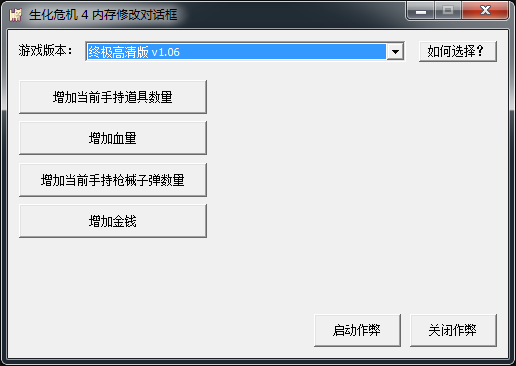 生化危机 4 内存修改对话框
游戏版本： 终极高清版 v1.06 如何选择？
增加当前手持道具数量
增加血量
增加当前手持枪械子弹数量
增加金钱
启动作弊 关闭作弊